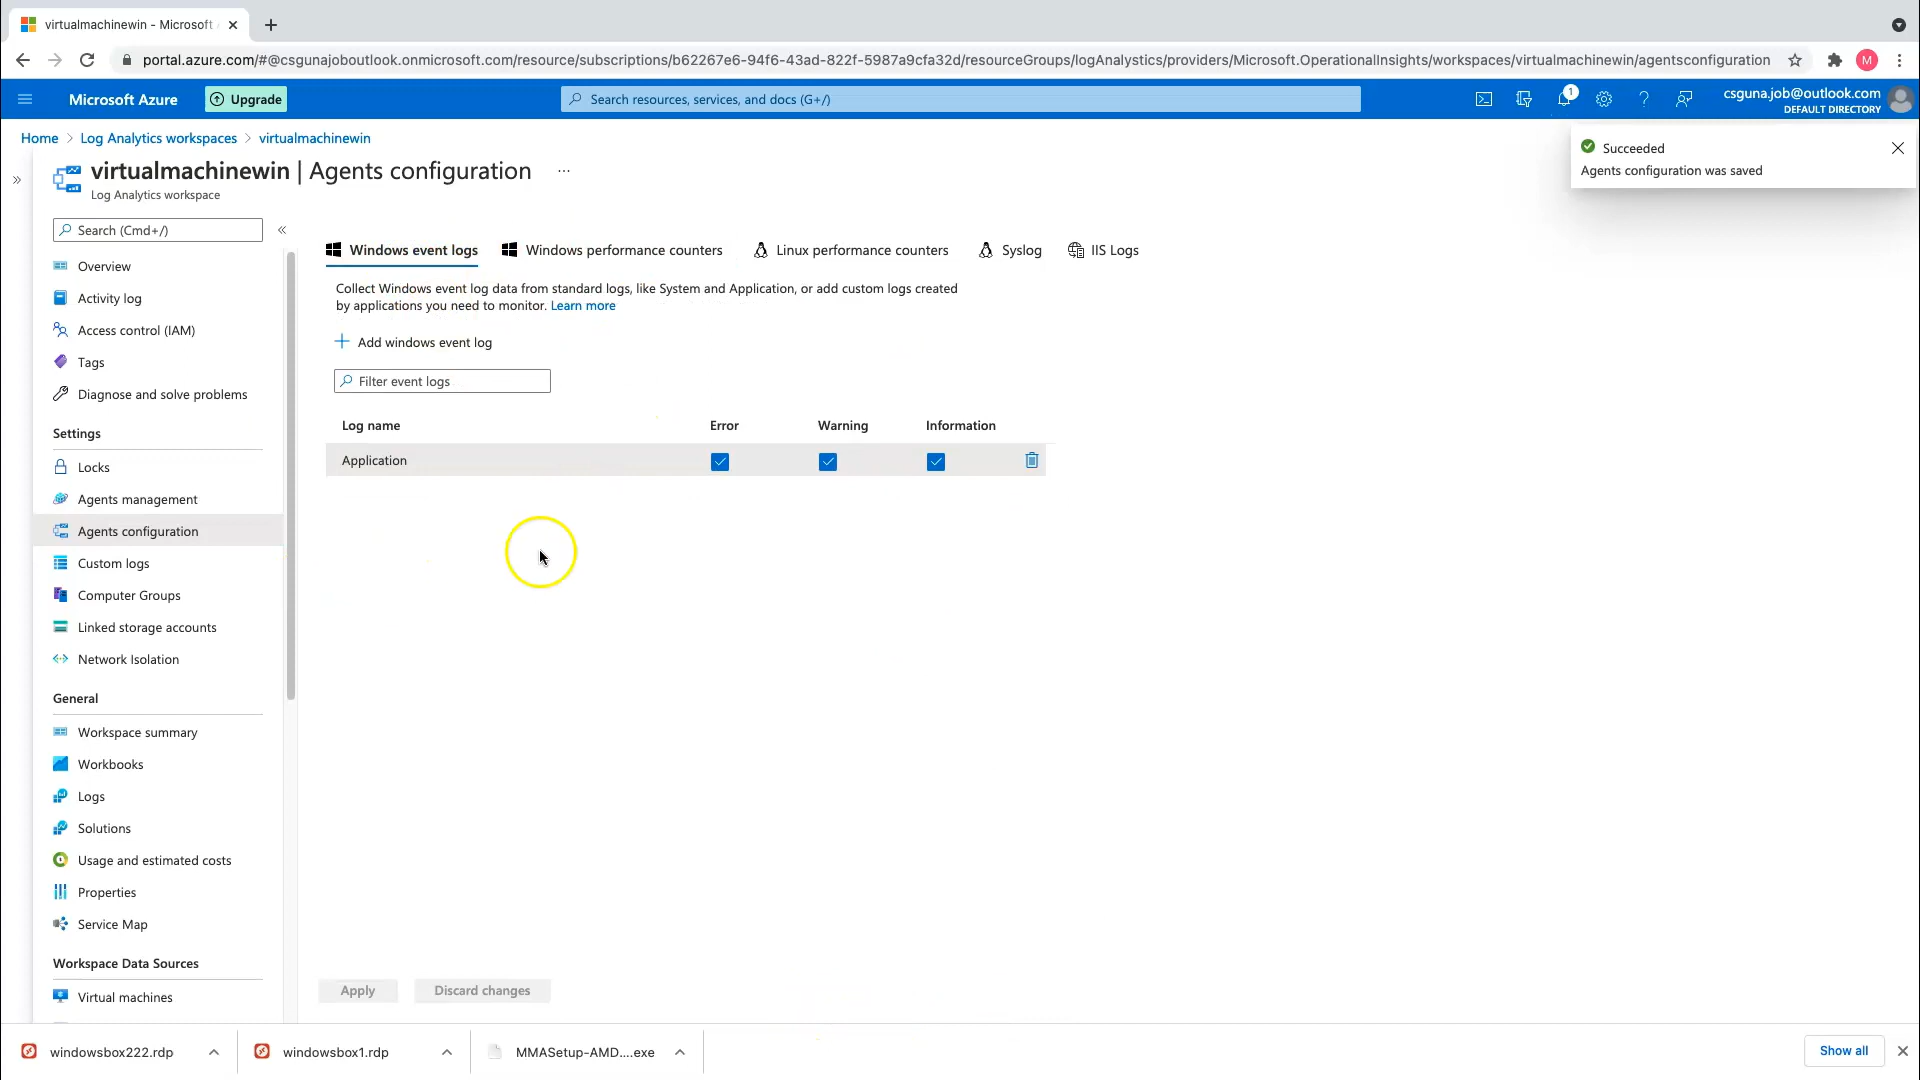 virtualmachinewin - Microsoft
portal.azure.com/#@csgunajoboutlook.onmicrosoft.com/resource/subscriptions/b62267e6-94f6-43ad-822f-5987a9cfa32d/resourceGroups/logAnalystics/providers/Microsoft.OperationalInsights/workspaces/virtualmachinewin/agentsconfiguration
M
Microsoft Azure
Upgrade
Search resources, services, and docs (G+/)
1
csguna.job@outlook.com
DEFAULT DIRECTORY
Home > Log Analytics workspaces > virtualmachinewin
Succeeded
Agents configuration was saved
virtualmachinewin | Agents configuration ...
Log Analytics workspace
Search (Cmd+/)
Overview
Activity log
Access control (IAM)
Tags
Diagnose and solve problems
Settings
Locks
Agents management
Agents configuration
Custom logs
Computer Groups
Linked storage accounts
Network Isolation
General
Workspace summary
Workbooks
Logs
Solutions
Usage and estimated costs
Properties
Service Map
Workspace Data Sources
Virtual machines
Windows event logs
Windows performance counters
Linux performance counters
Syslog
IIS Logs
Collect Windows event log data from standard logs, like System and Application, or add custom logs created
by applications you need to monitor. Learn more
Add windows event log
Filter event logs
Log name Error Warning Information
Application
Apply
Discard changes
windowsbox222.rdp
windowsbox1.rdp
MMASetup-AMD....exe
Show all